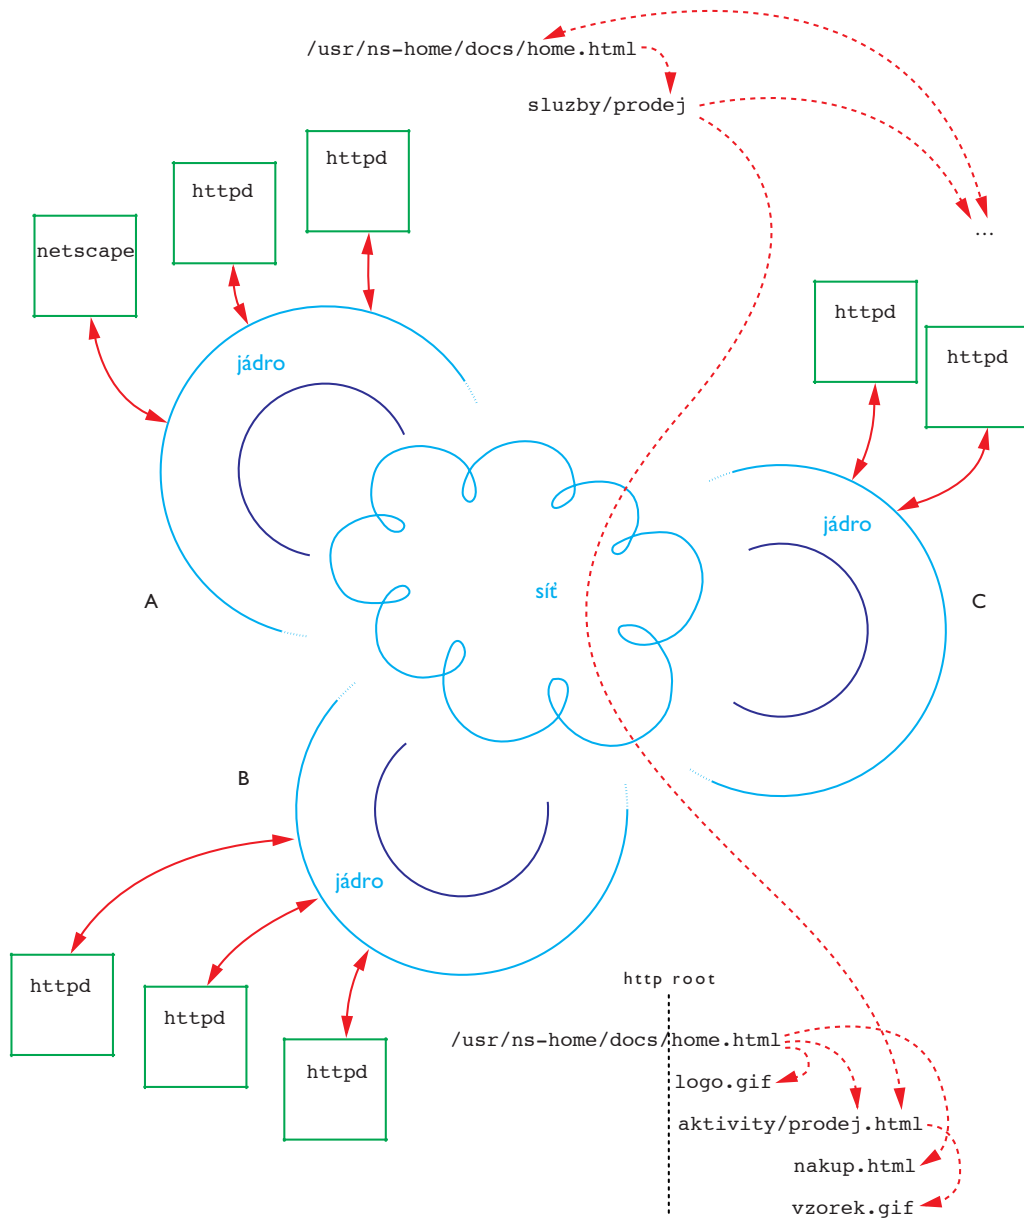 /usr/ns-home/docs/home.html
sluzby/prodej
httpd
httpd
netscape
...
httpd
httpd
jádro
jádro
síť
A
C
B
jádro
httpd
httpd
httpd
http root
/usr/ns-home/docs/home.html
logo.gif
aktivity/prodej.html
nakup.html
vzorek.gif